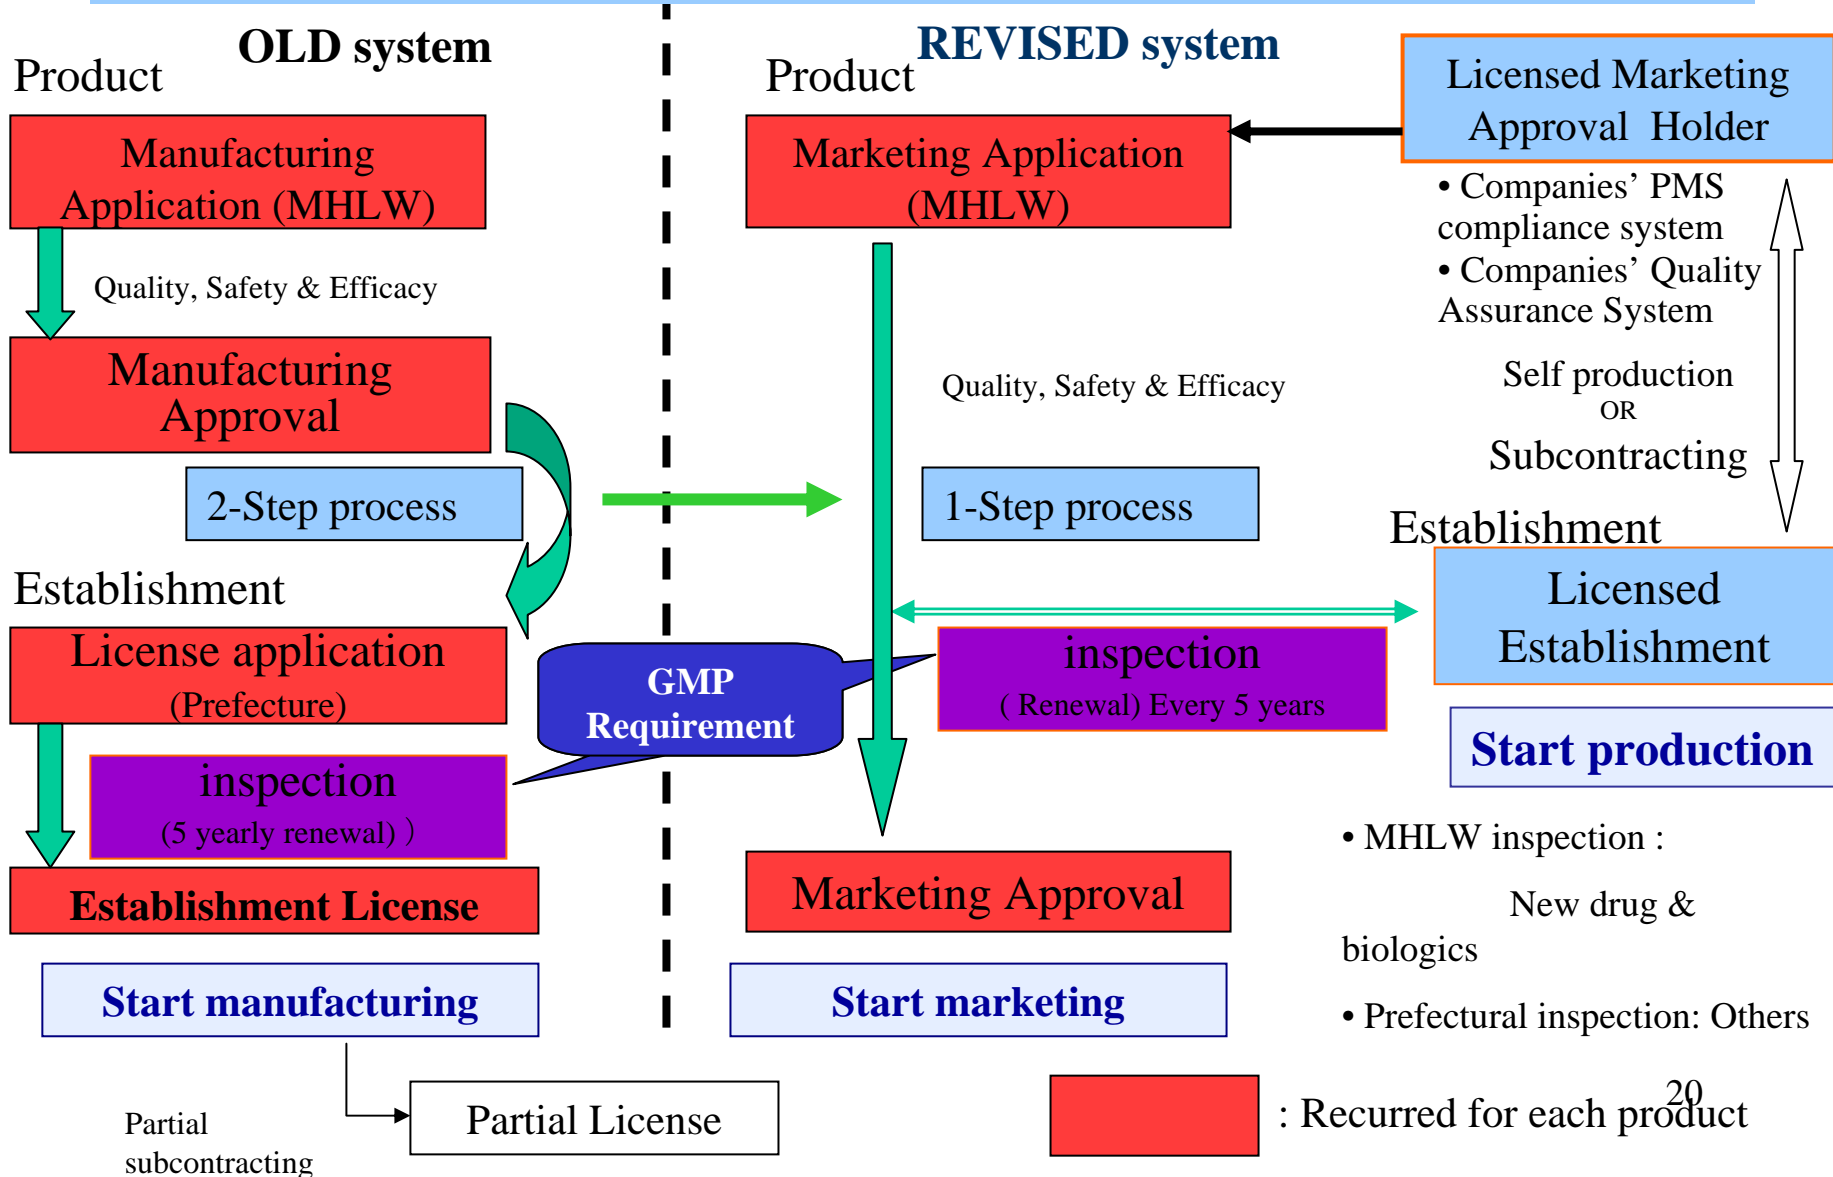 OLD system
Product
Manufacturing
Application (MHLW)
Quality, Safety & Efficacy
Manufacturing
Approval
2-Step process
Establishment
License application
(Prefecture)
inspection
(5 yearly renewal) )
Establishment License
Start manufacturing
Partial
subcontracting
Partial License
GMP
Requirement
REVISED system
Product
Marketing Application
(MHLW)
Quality, Safety & Efficacy
1-Step process
inspection
( Renewal) Every 5 years
Marketing Approval
Start marketing
Licensed Marketing
Approval Holder
• Companies’ PMS
compliance system
• Companies’ Quality
Assurance System
Self production
OR
Subcontracting
Establishment
Licensed
Establishment
Start production
• MHLW inspection :
New drug &
biologics
• Prefectural inspection: Others
: Recurred for each product
20